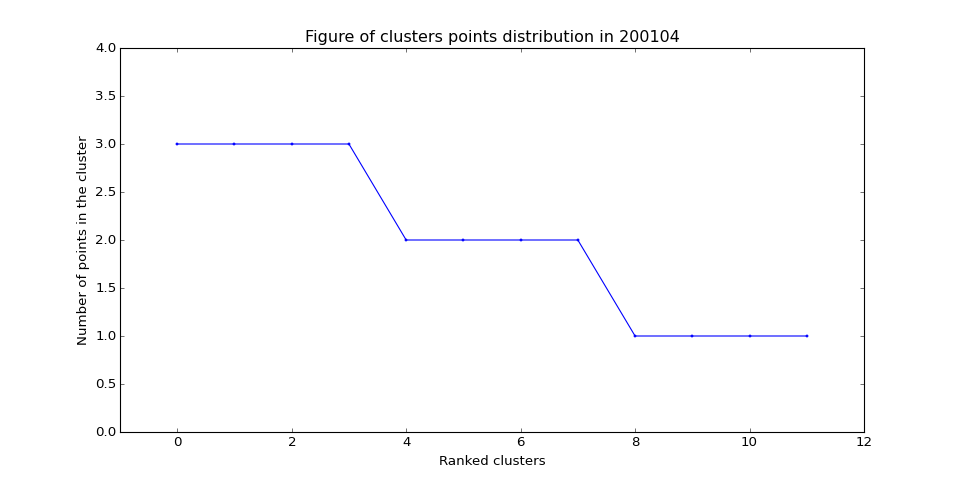 Figure of clusters points distribution in 200104
4.0
3.5
3.0
2.5
2.0
1.5
1.0
0.5
0.0
Number of points in the cluster
0 2 4 6 8 10 12
Ranked clusters